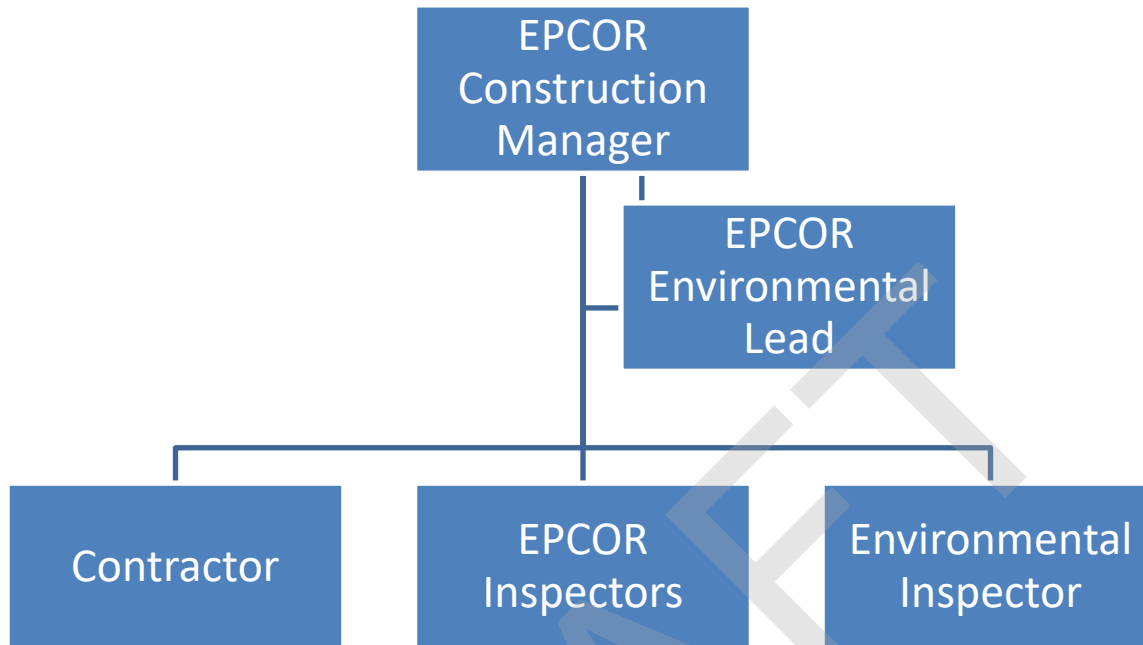 EPCOR
Construction
Manager
EPCOR
Environmental
Lead
Contractor
EPCOR
Inspectors
Environmental
Inspector